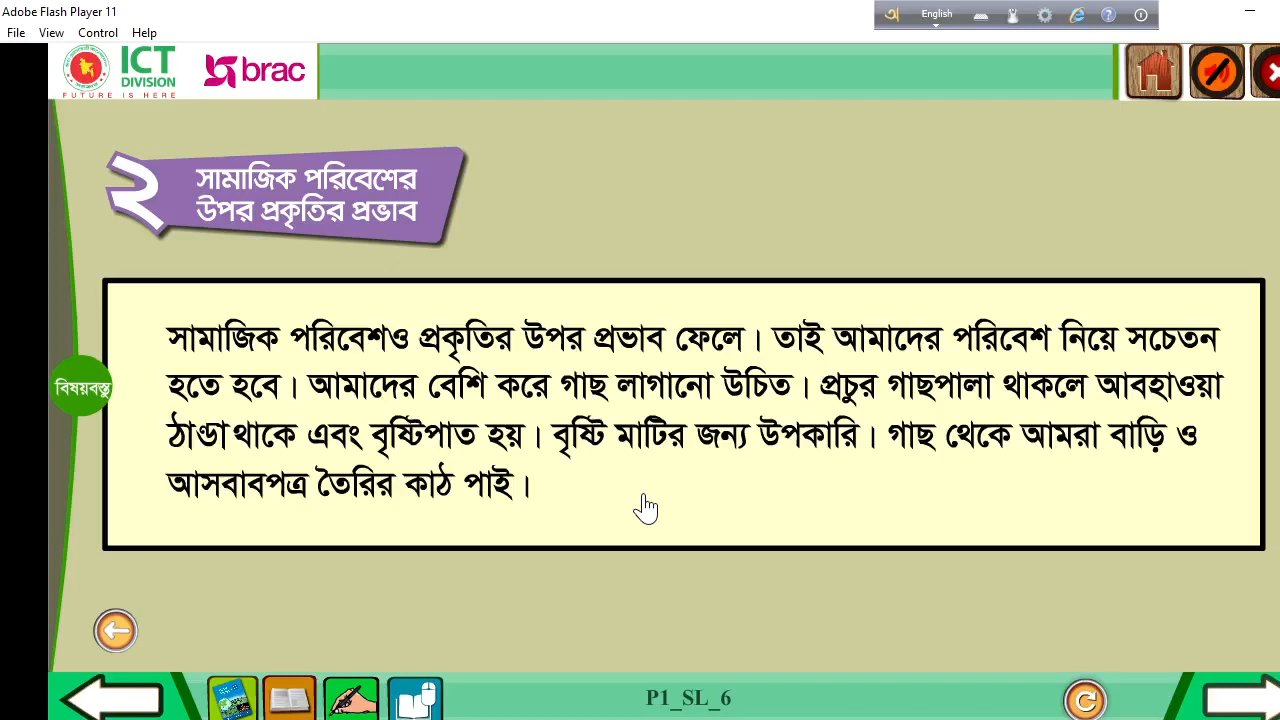 Adobe Flash Player 11
অ English
File View Control Help
ICT
DIVISION
FUTURE IS HERE
brac
২
সামাজিক পরিবেশের
উপর প্রকৃতির প্রভাব
সামাজিক পরিবেশও প্রকৃতির উপর প্রভাব ফেলে। তাই আমাদের পরিবেশ নিয়ে সচেতন
হতে হবে। আমাদের বেশি করে গাছ লাগানো উচিত। প্রচুর গাছপালা থাকলে আবহাওয়া
ঠাণ্ডা থাকে এবং বৃষ্টিপাত হয়। বৃষ্টি মাটির জন্য উপকারি। গাছ থেকে আমরা বাড়ি ও
আসবাবপত্র তৈরির কাঠ পাই।
বিষয়বস্তু
P1_SL_6